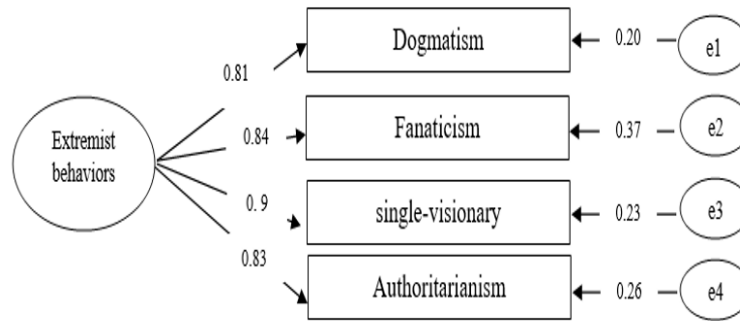 Dogmatism
0.20
e1
0.81
Extremist
behaviors
0.84
Fanaticism
0.37
e2
0. 9
single-visionary
0.23
e3
0.83
Authoritarianism
0.26
e4